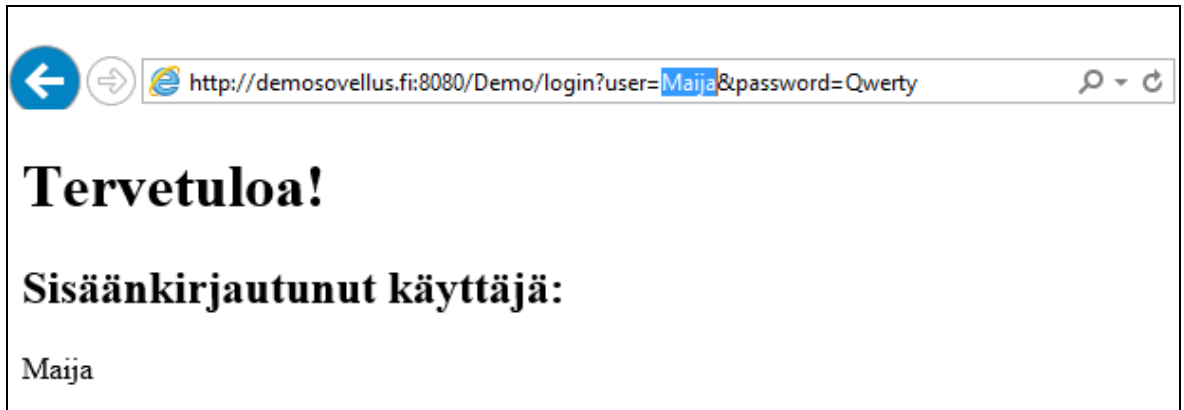 http://demosovellus.fi:8080/Demo/login?user=Maija&password=Qwerty
Tervetuloa!
Sisäänkirjautunut käyttäjä:
Maija